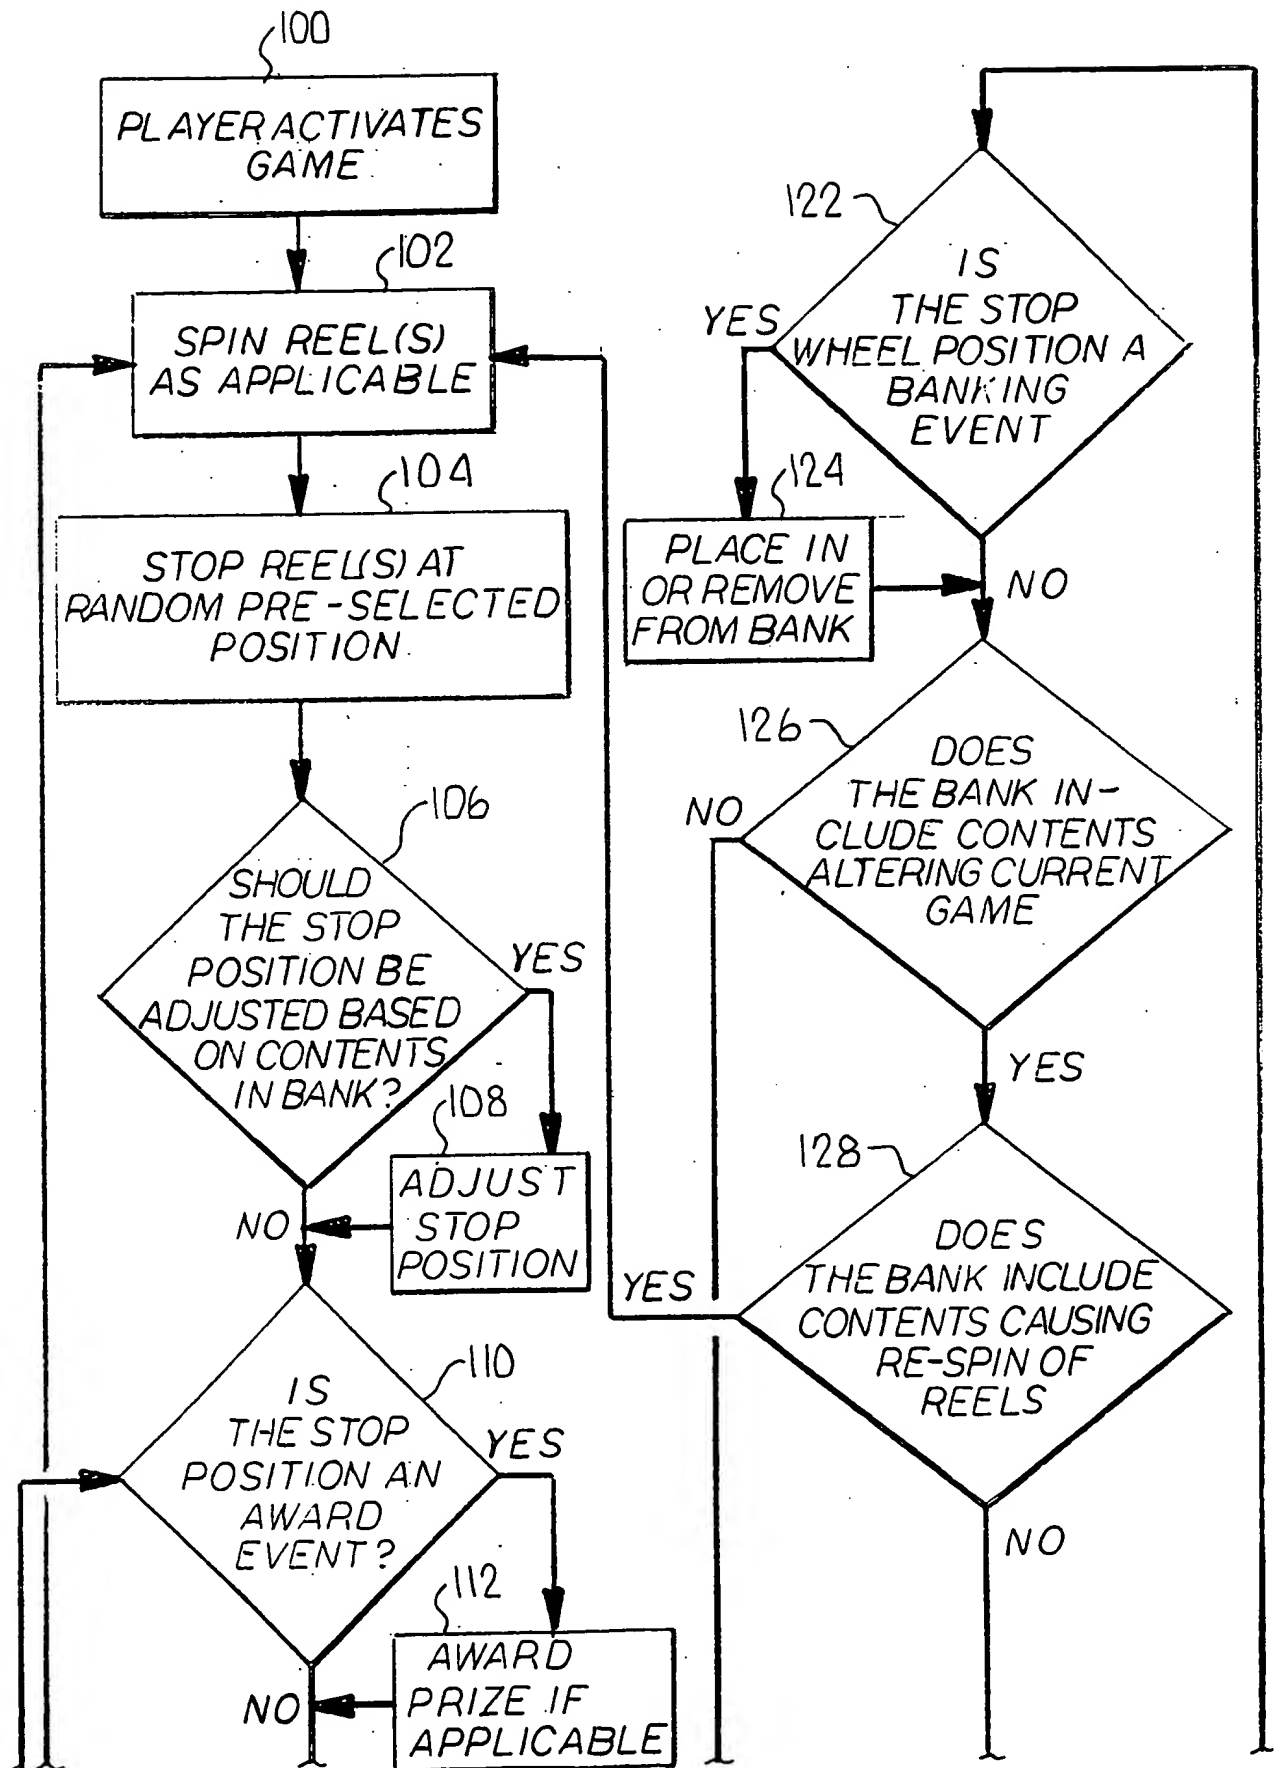 100
PLAYER ACTIVATES
GAME
102
SPIN REEL(S)
AS APPLICABLE
104
STOP REEL(S) AT
RANDOM PRE-SELECTED
POSITION
106
SHOULD
THE STOP
POSITION BE
ADJUSTED BASED
ON CONTENTS
IN BANK?
YES
108
ADJUST
STOP
POSITION
NO
110
IS
THE STOP
POSITION AN
AWARD
EVENT?
YES
112
AWARD
PRIZE IF
APPLICABLE
NO
122
IS
THE STOP
WHEEL POSITION A
BANKING
EVENT
YES
124
PLACE IN
OR REMOVE
FROM BANK
NO
126
DOES
THE BANK IN-
CLUDE CONTENTS
ALTERING CURRENT
GAME
NO
YES
128
DOES
THE BANK INCLUDE
CONTENTS CAUSING
RE-SPIN OF
REELS
YES
NO